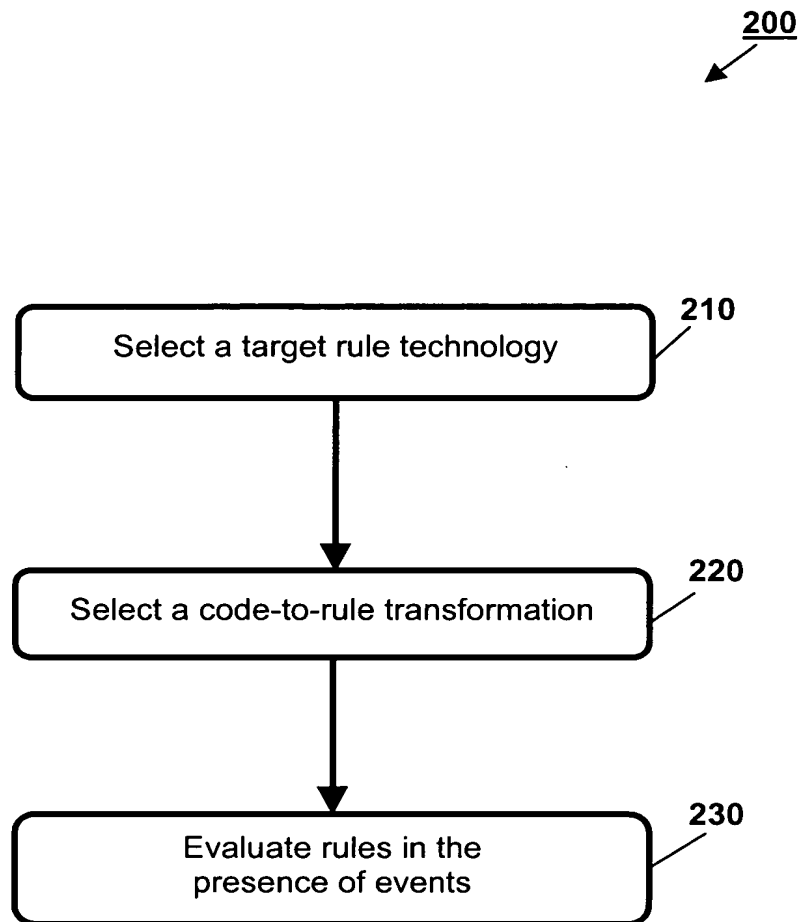 200
210
Select a target rule technology
220
Select a code-to-rule transformation
230
Evaluate rules in the
presence of events